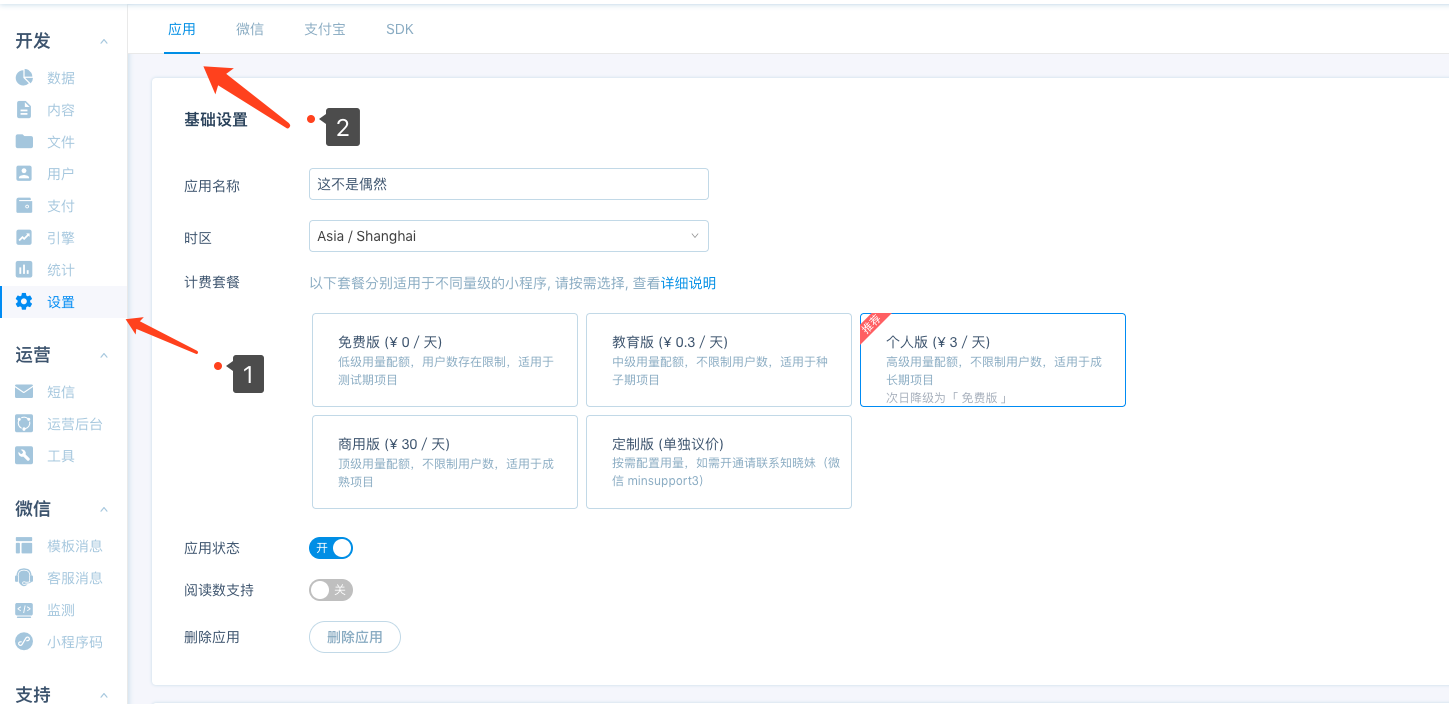 应用
微信
支付宝
SDK
开发
数据
内容
文件
用户
支付
引擎
统计
设置
运营
短信
运营后台
工具
微信
模板消息
客服消息
监测
小程序码
支持
1
2
基础设置
应用名称
这不是偶然
时区
Asia / Shanghai
计费套餐
以下套餐分别适用于不同量级的小程序, 请按需选择, 查看详细说明
免费版 (¥ 0 / 天)
低级用量配额，用户数存在限制，适用于
测试期项目
教育版 (¥ 0.3 / 天)
中级用量配额，不限制用户数，适用于种
子期项目
推荐
个人版 (¥ 3 / 天)
高级用量配额，不限制用户数，适用于成
长期项目
次日降级为「 免费版 」
商用版 (¥ 30 / 天)
顶级用量配额，不限制用户数，适用于成
熟项目
定制版 (单独议价)
按需配置用量，如需开通请联系知晓妹（微
信 minsupport3)
应用状态
开
阅读数支持
关
删除应用
删除应用